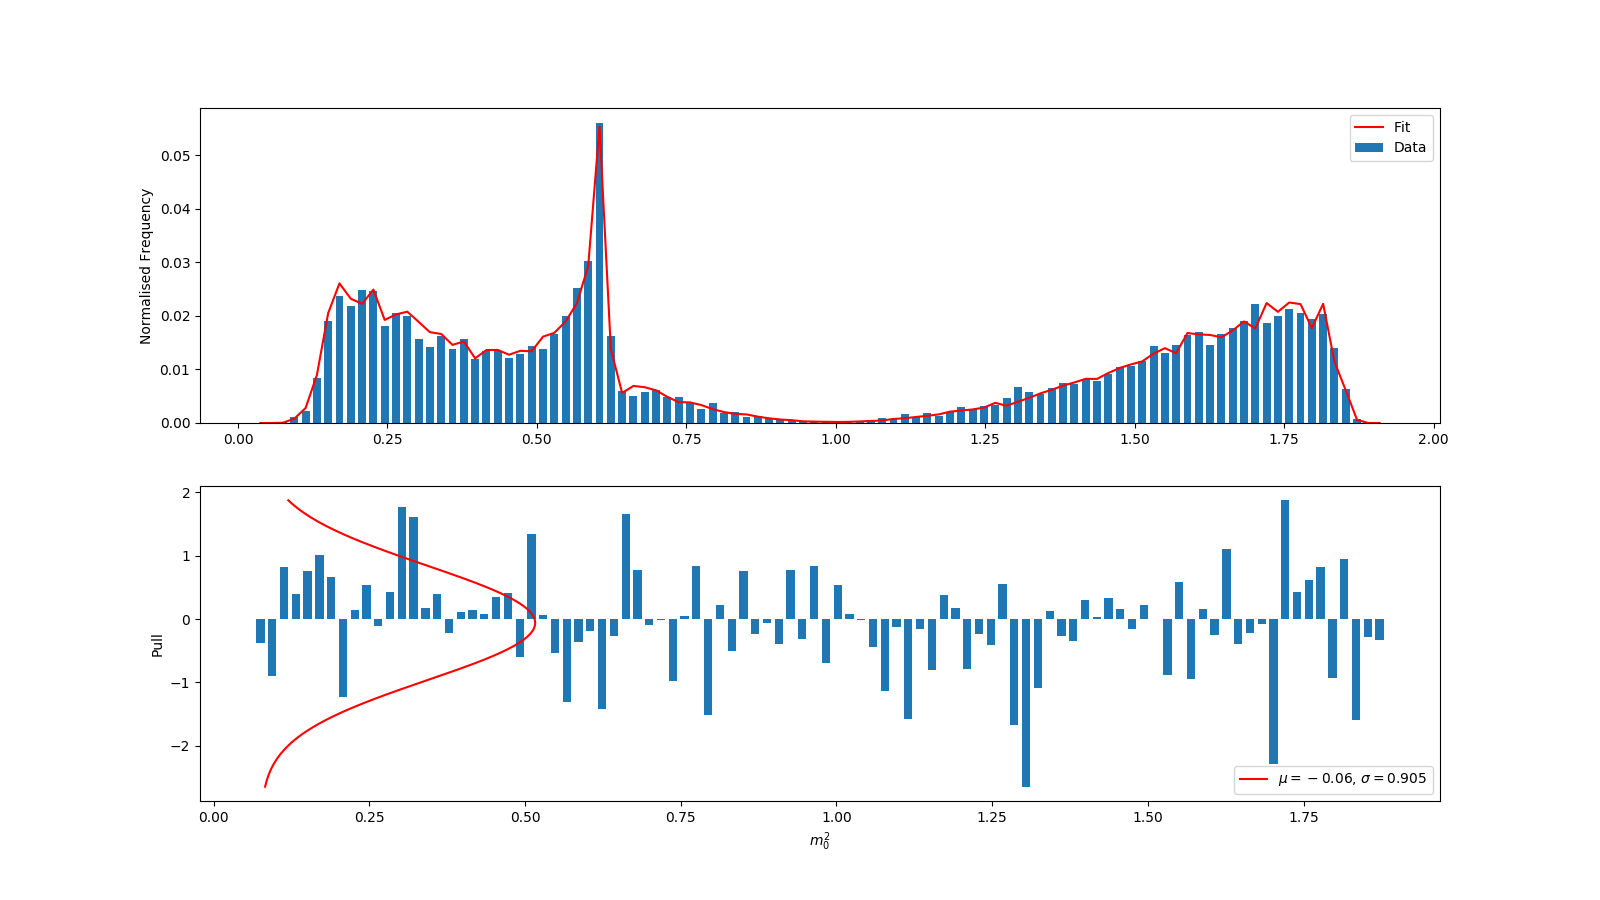 Normalised Frequency
0.05
0.04
0.03
0.02
0.01
0.00
Fit
Data
0.00 0.25 0.50 0.75 1.00 1.25 1.50 1.75 2.00
Pull
2
1
0
−1
−2
μ = −0.06, σ = 0.905
0.00 0.25 0.50 0.75 1.00 1.25 1.50 1.75
m₀²